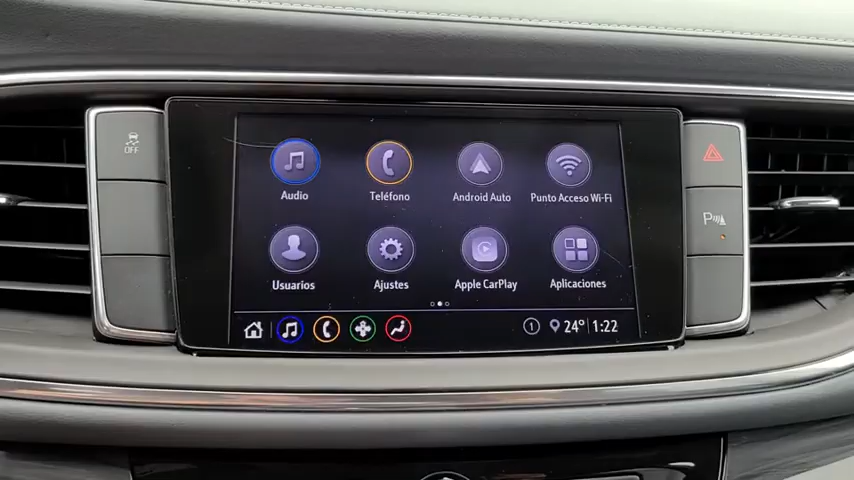 OFF
Audio
Teléfono
Android Auto
Punto Acceso Wi-Fi
Usuarios
Ajustes
Apple CarPlay
Aplicaciones
1
24° 1:22
P